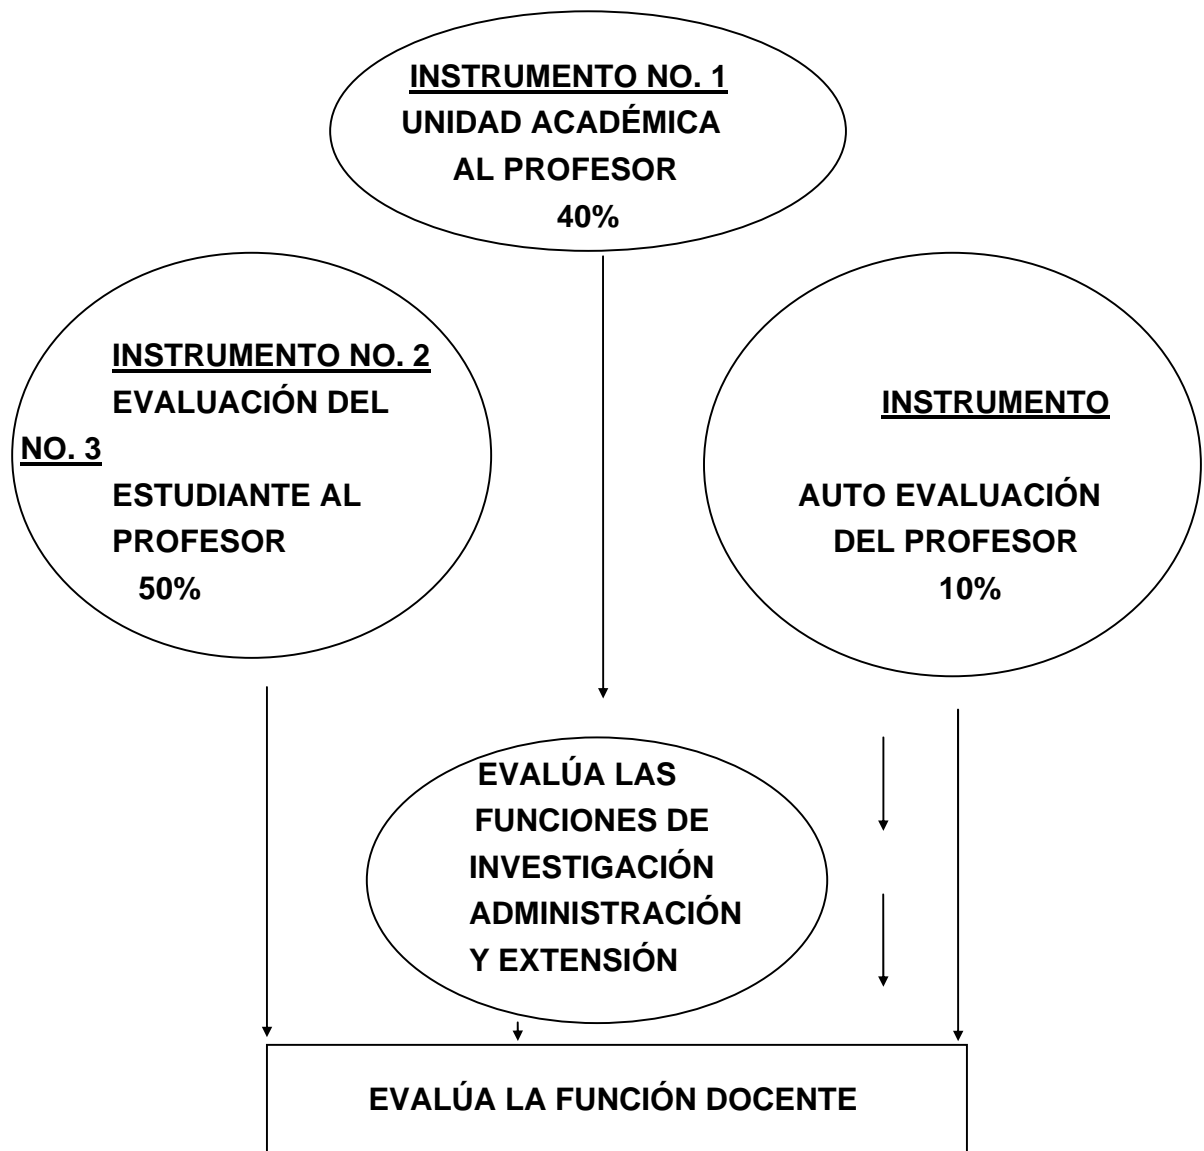 INSTRUMENTO NO. 1
UNIDAD ACADÉMICA
AL PROFESOR
40%
INSTRUMENTO NO. 2
EVALUACIÓN DEL
INSTRUMENTO
NO. 3
ESTUDIANTE AL
AUTO EVALUACIÓN
PROFESOR
DEL PROFESOR
50%
10%
EVALÚA LAS
FUNCIONES DE
INVESTIGACIÓN
ADMINISTRACIÓN
Y EXTENSIÓN
EVALÚA LA FUNCIÓN DOCENTE